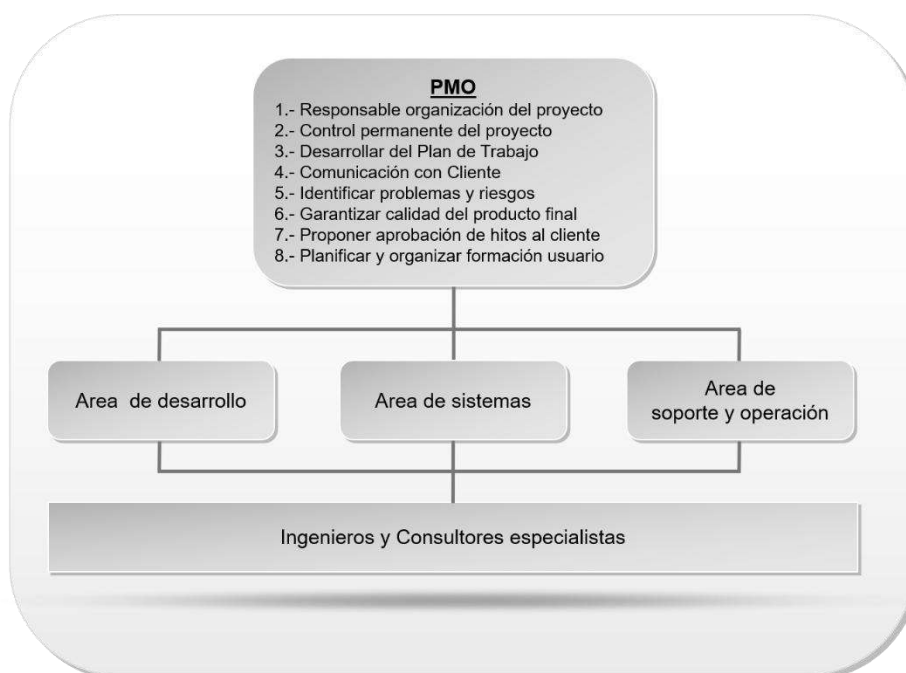 PMO
1.- Responsable organización del proyecto
2.- Control permanente del proyecto
3.- Desarrollar del Plan de Trabajo
4.- Comunicación con Cliente
5.- Identificar problemas y riesgos
6.- Garantizar calidad del producto final
7.- Proponer aprobación de hitos al cliente
8.- Planificar y organizar formación usuario
Area de desarrollo
Area de sistemas
Area de
soporte y operación
Ingenieros y Consultores especialistas